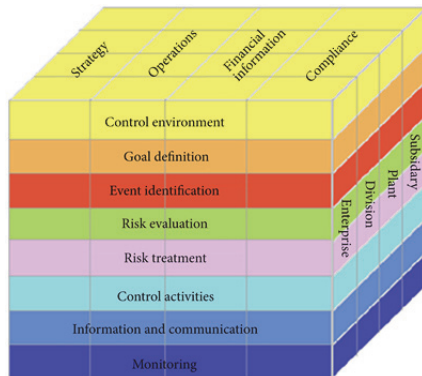 Strategy
Operations
Financial
information
Compliance
Control environment
Goal definition
Event identification
Risk evaluation
Risk treatment
Control activities
Information and communication
Monitoring
Enterprise
Division
Plant
Subsidary